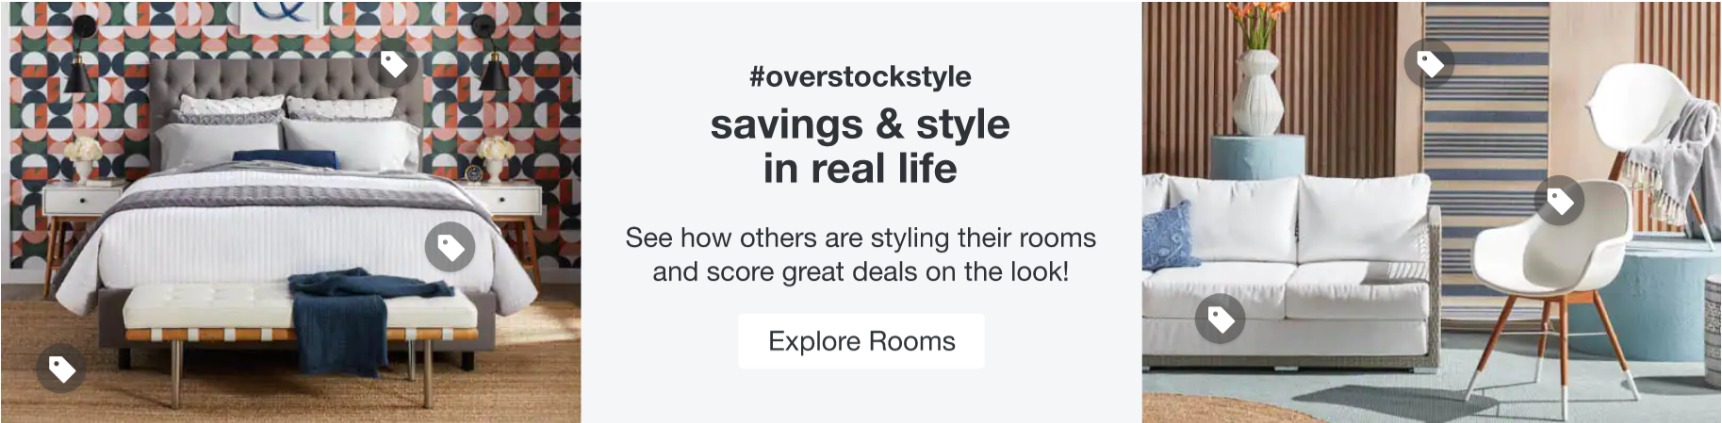 #overstockstyle
savings & style
in real life
See how others are styling their rooms
and score great deals on the look!
Explore Rooms